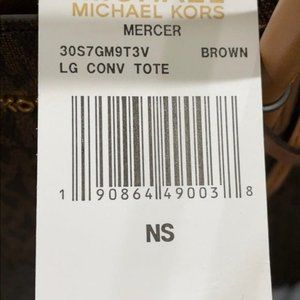 MICHAEL KORS
MERCER
30S7GM9T3V BROWN
LG CONV TOTE
1 90864 49003 8
NS